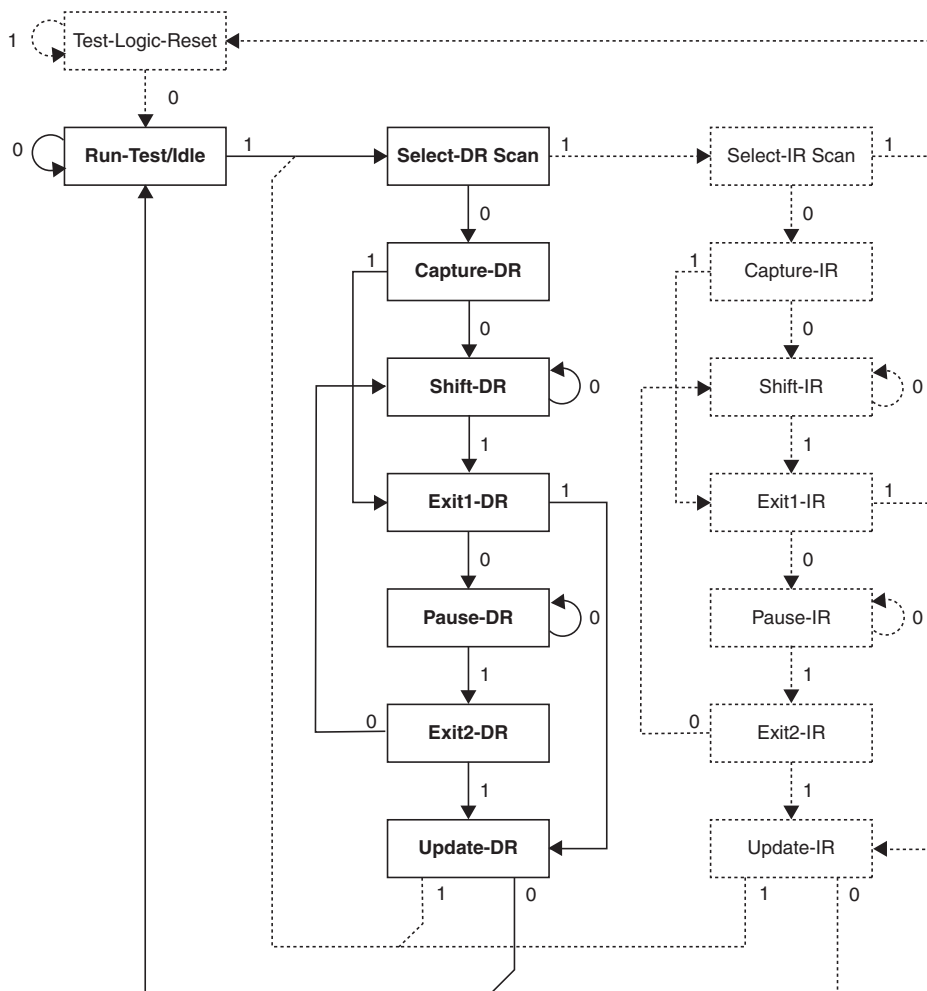 Test-Logic-Reset
1
0
0
Run-Test/Idle
1
Select-DR Scan
1
Select-IR Scan
1
0
0
1
Capture-DR
1
Capture-IR
0
0
Shift-DR
0
Shift-IR
0
1
1
Exit1-DR
1
Exit1-IR
1
0
0
Pause-DR
0
Pause-IR
0
1
1
0
Exit2-DR
0
Exit2-IR
1
1
Update-DR
Update-IR
1
0
1
0